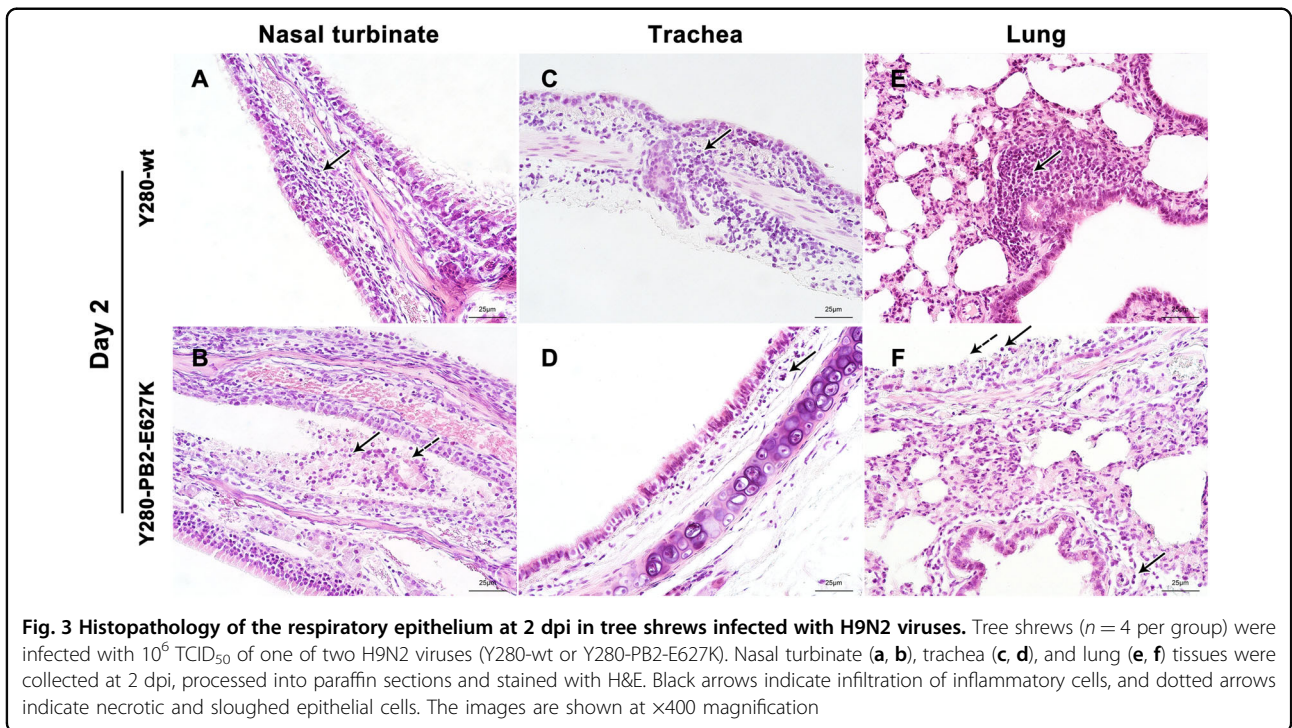 Nasal turbinate
Trachea
Lung
Day 2
Y280-wt
Y280-PB2-E627K
A
C
E
25μm
25μm
25μm
B
D
F
25μm
25μm
25μm
Fig. 3 Histopathology of the respiratory epithelium at 2 dpi in tree shrews infected with H9N2 viruses. Tree shrews (n = 4 per group) were
infected with 10⁶ TCID₅₀ of one of two H9N2 viruses (Y280-wt or Y280-PB2-E627K). Nasal turbinate (a, b), trachea (c, d), and lung (e, f) tissues were
collected at 2 dpi, processed into paraffin sections and stained with H&E. Black arrows indicate infiltration of inflammatory cells, and dotted arrows
indicate necrotic and sloughed epithelial cells. The images are shown at ×400 magnification